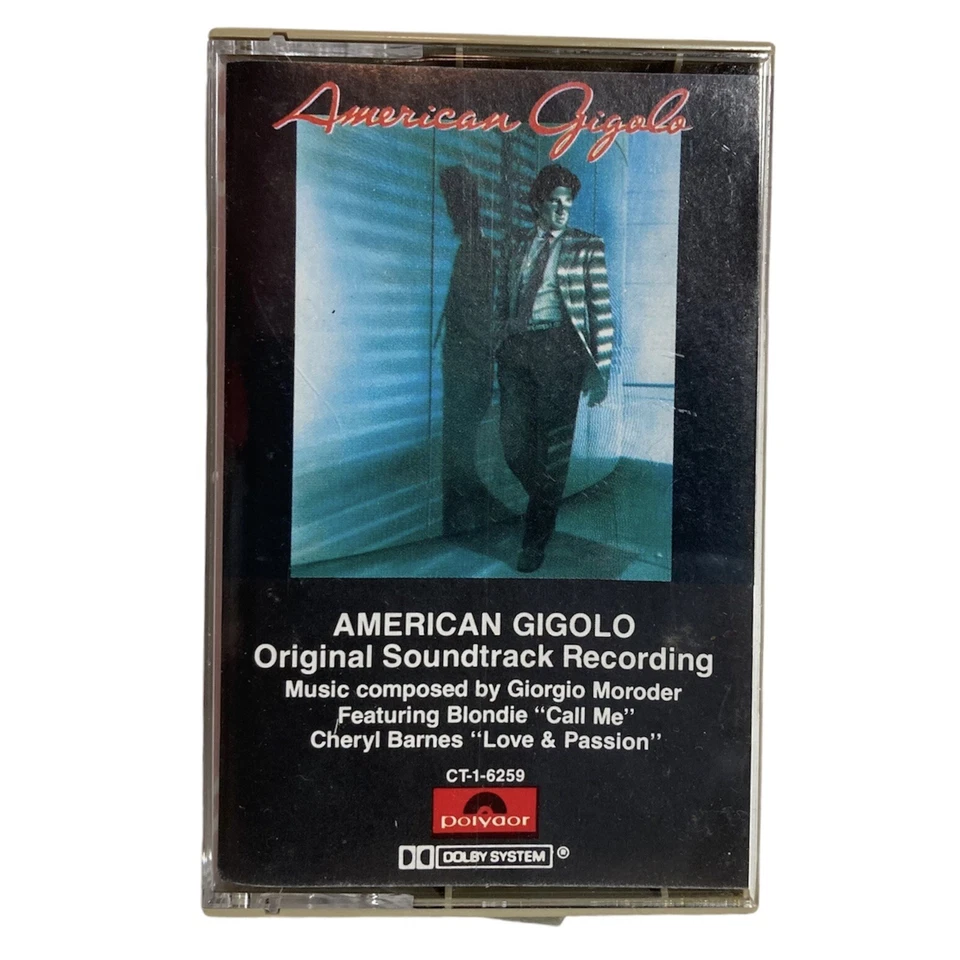 American Gigolo
AMERICAN GIGOLO
Original Soundtrack Recording
Music composed by Giorgio Moroder
Featuring Blondie “Call Me”
Cheryl Barnes “Love & Passion”
CT-1-6259
polydor
DOLBY SYSTEM ®